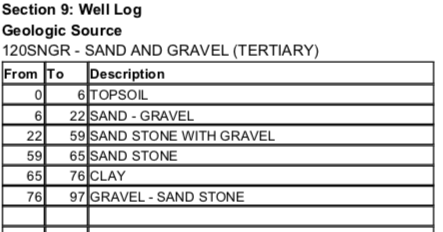 Section 9: Well Log
Geologic Source
120SNGR - SAND AND GRAVEL (TERTIARY)
From To Description
0 6 TOPSOIL
6 22 SAND - GRAVEL
22 59 SAND STONE WITH GRAVEL
59 65 SAND STONE
65 76 CLAY
76 97 GRAVEL - SAND STONE